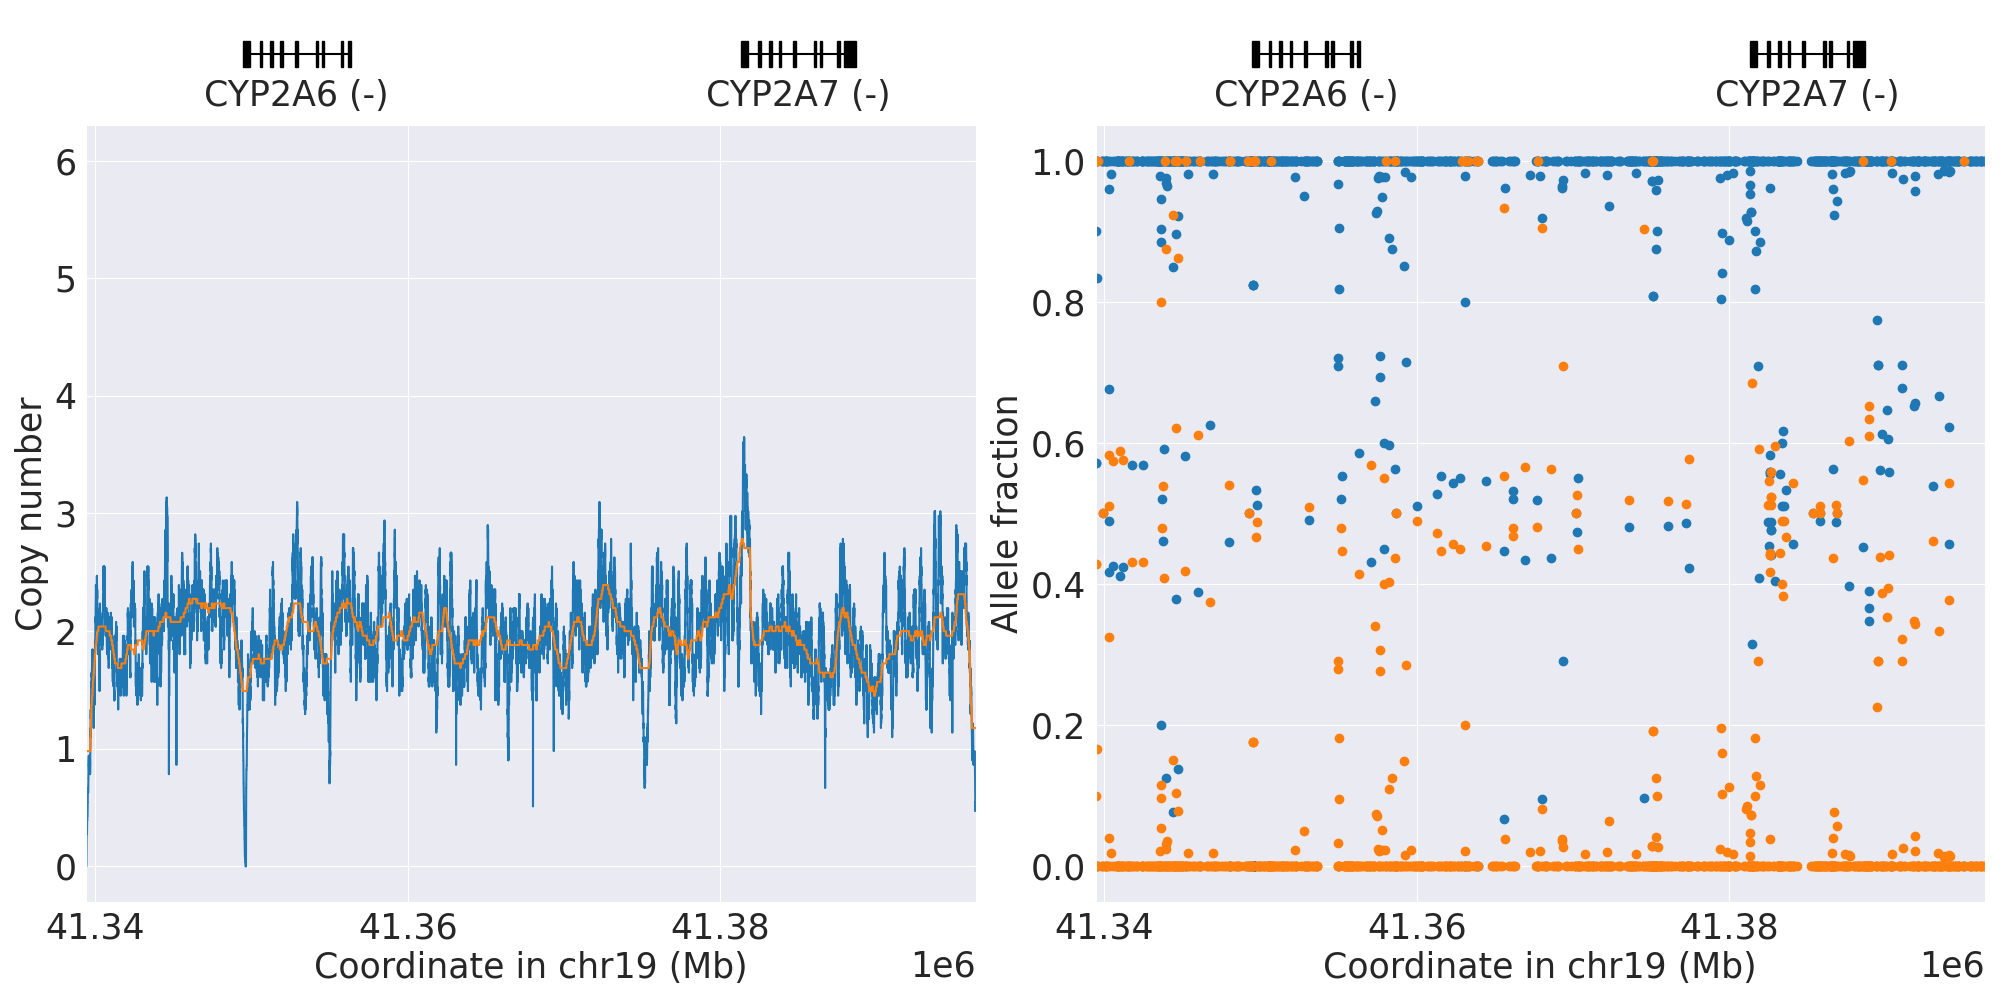 CYP2A6 (-)
CYP2A7 (-)
Copy number
6
5
4
3
2
1
0
41.34
41.36
41.38
Coordinate in chr19 (Mb)
1e6
CYP2A6 (-)
CYP2A7 (-)
Allele fraction
1.0
0.8
0.6
0.4
0.2
0.0
41.34
41.36
41.38
Coordinate in chr19 (Mb)
1e6